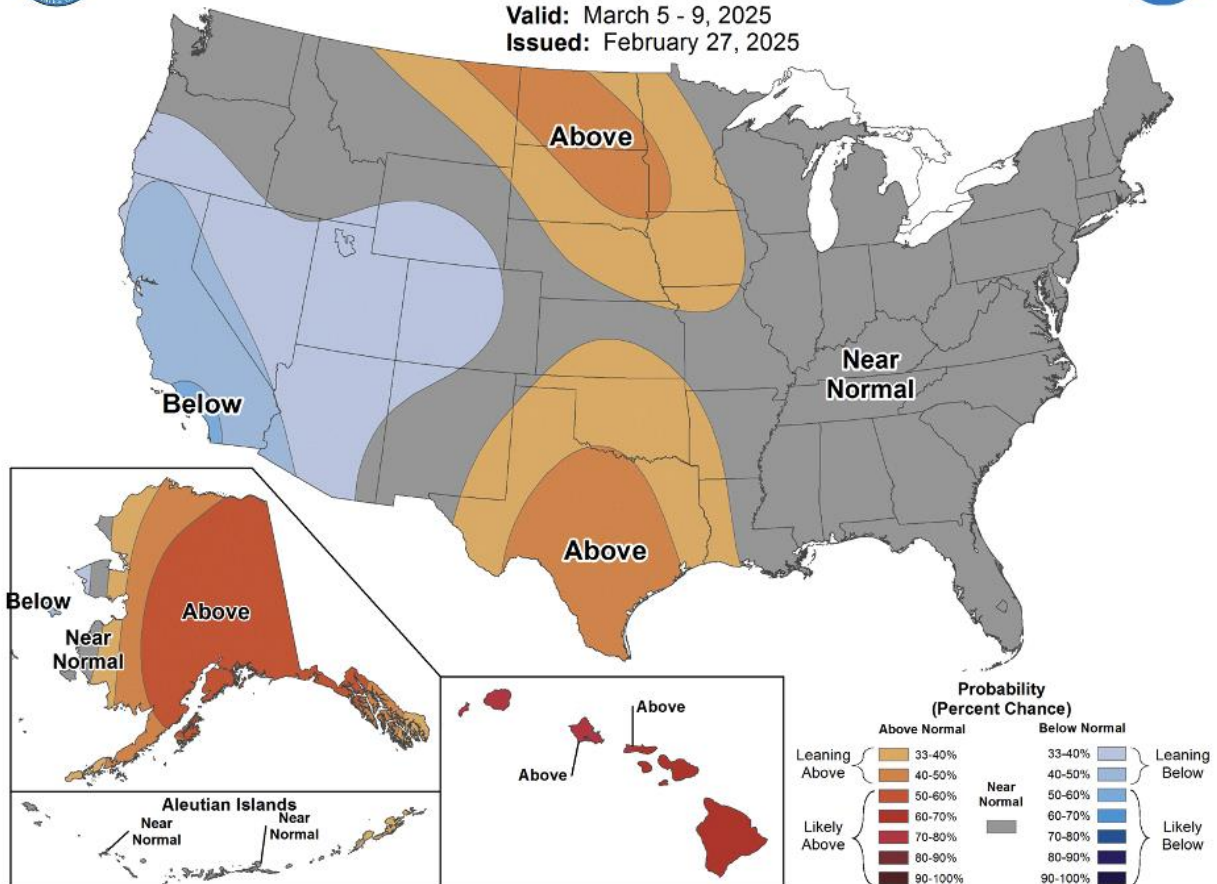 Valid: March 5 - 9, 2025
Issued: February 27, 2025
Above
Near
Normal
Below
Above
Below
Near
Normal
Above
Above
Above
Aleutian Islands
Near
Normal
Near
Normal
Probability
(Percent Chance)
Above Normal
Below Normal
Leaning
Above
33-40%
40-50%
Likely
Above
50-60%
60-70%
70-80%
80-90%
90-100%
Near
Normal
33-40%
40-50%
Leaning
Below
50-60%
60-70%
70-80%
80-90%
90-100%
Likely
Below